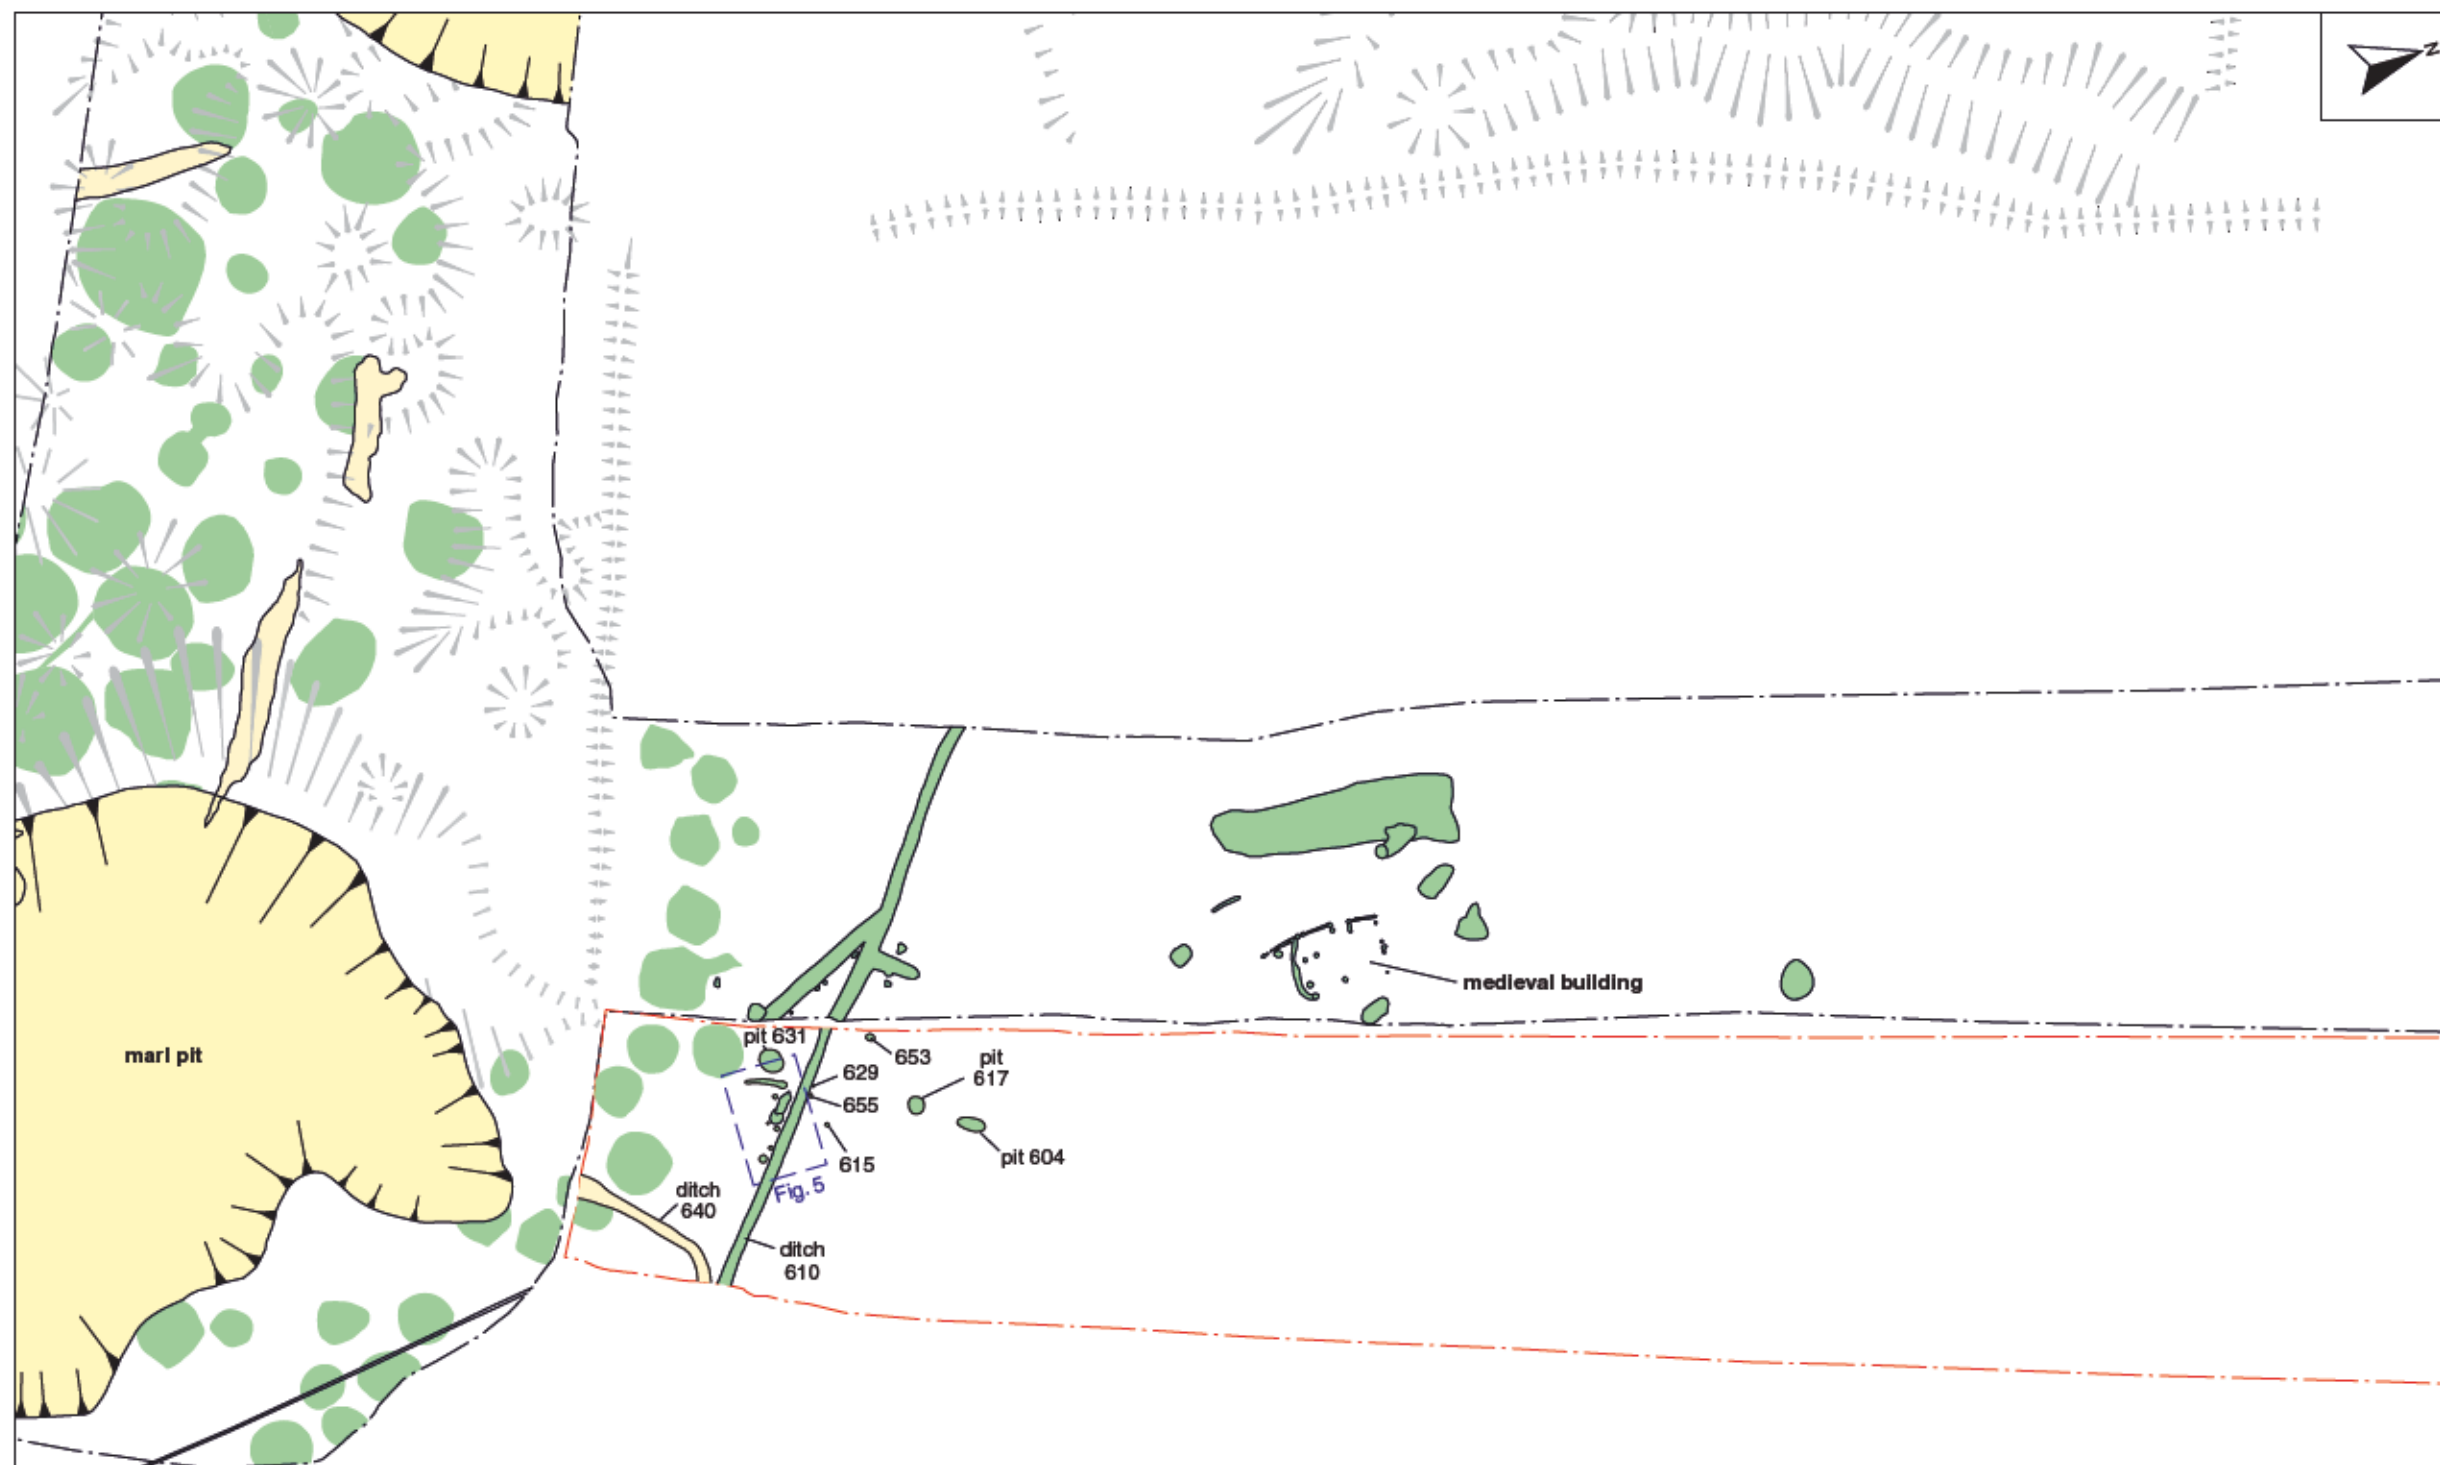 N
medieval building
marl pit
pit 631
653
pit
617
629
655
615
pit 604
Fig. 5
ditch
640
ditch
610